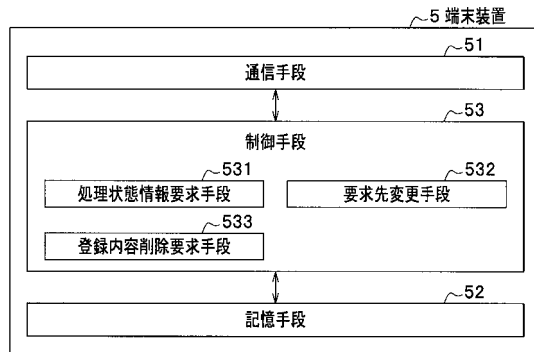 5 端末装置
51
通信手段
53
制御手段
531
処理状態情報要求手段
532
要求先変更手段
533
登録内容削除要求手段
52
記憶手段